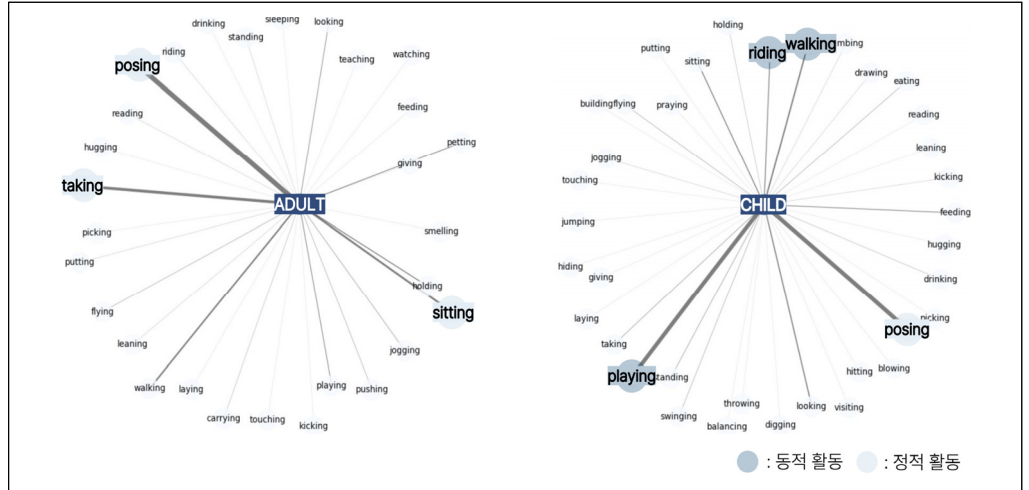 drinking
sleeping
looking
standing
riding
teaching
watching
posing
reading
feeding
hugging
petting
giving
taking
ADULT
picking
smelling
putting
holding
flying
sitting
leaning
jogging
walking
laying
playing
pushing
carrying
touching
kicking
holding
putting
riding
walking
mbing
sitting
drawing
eating
buildingflying
praying
reading
leaning
jogging
touching
kicking
CHILD
feeding
jumping
hugging
hiding
giving
drinking
laying
picking
posing
taking
playing
tanding
hitting
blowing
swinging
throwing
looking
visiting
balancing
digging
: 동적 활동 : 정적 활동